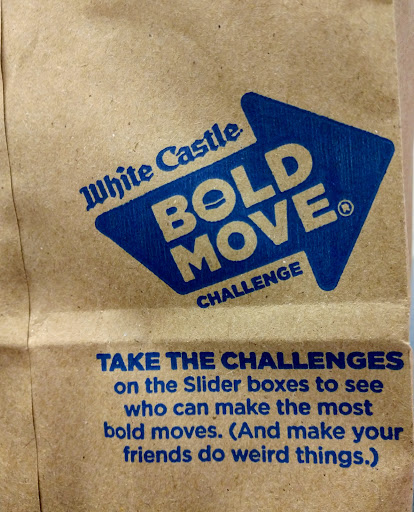 White Castle
BOLD
MOVE®
CHALLENGE
TAKE THE CHALLENGES
on the Slider boxes to see
who can make the most
bold moves. (And make your
friends do weird things.)